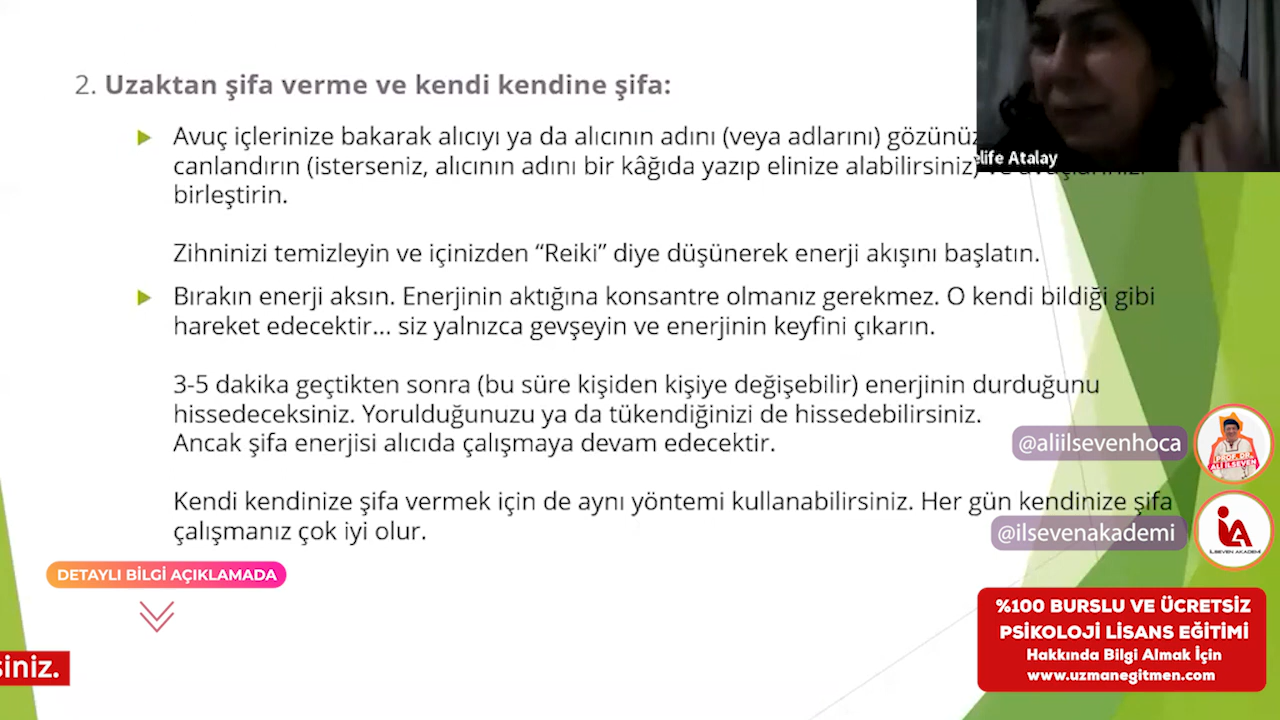 2. Uzaktan şifa verme ve kendi kendine şifa:
Avuç içlerinize bakarak alıcıyı ya da alıcının adını (veya adlarını)
canlandırın (isterseniz, alıcının adını bir kâğıda yazıp elinize alabilirsiniz)
birleştirin.
Zihninizi temizleyin ve içinizden “Reiki” diye düşünerek enerji akışını başlatın.
Bırakın enerji aksın. Enerjinin aktığına konsantre olmanız gerekmez. O kendi bildiği gibi
hareket edecektir... siz yalnızca gevşeyin ve enerjinin keyfini çıkarın.
3-5 dakika geçtikten sonra (bu süre kişiden kişiye değişebilir) enerjinin durduğunu
hissedeceksiniz. Yorulduğunuzu ya da tükendiğinizi de hissedebilirsiniz.
Ancak şifa enerjisi alıcıda çalışmaya devam edecektir.
Kendi kendinize şifa vermek için de aynı yöntemi kullanabilirsiniz. Her gün kendinize şifa
çalışmanız çok iyi olur.
Atalay
@aliilsevenhoca
PROF. DR.
ALİ İLSEVEN
@ilsevenakademi
İLSEVEN AKADEMİ
DETAYLI BİLGİ AÇIKLAMADA
%100 BURSLU VE ÜCRETSİZ
PSİKOLOJİ LİSANS EĞİTİMİ
Hakkında Bilgi Almak İçin
www.uzmanegitmen.com
siniz.